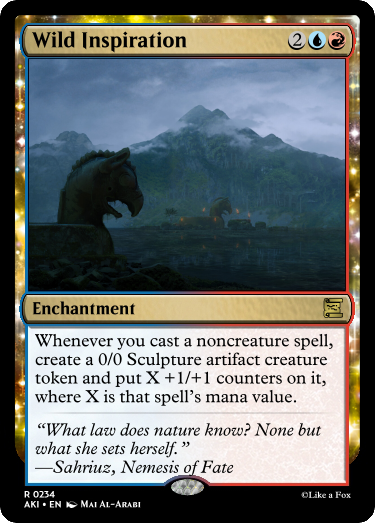 Wild Inspiration 2
Enchantment
Whenever you cast a noncreature spell,
create a 0/0 Sculpture artifact creature
token and put X +1/+1 counters on it,
where X is that spell's mana value.
“What law does nature know? None but
what she sets herself.”
—Sahriuz, Nemesis of Fate
R 0234
AKI • EN Mai Al-Arabi
©Like a Fox